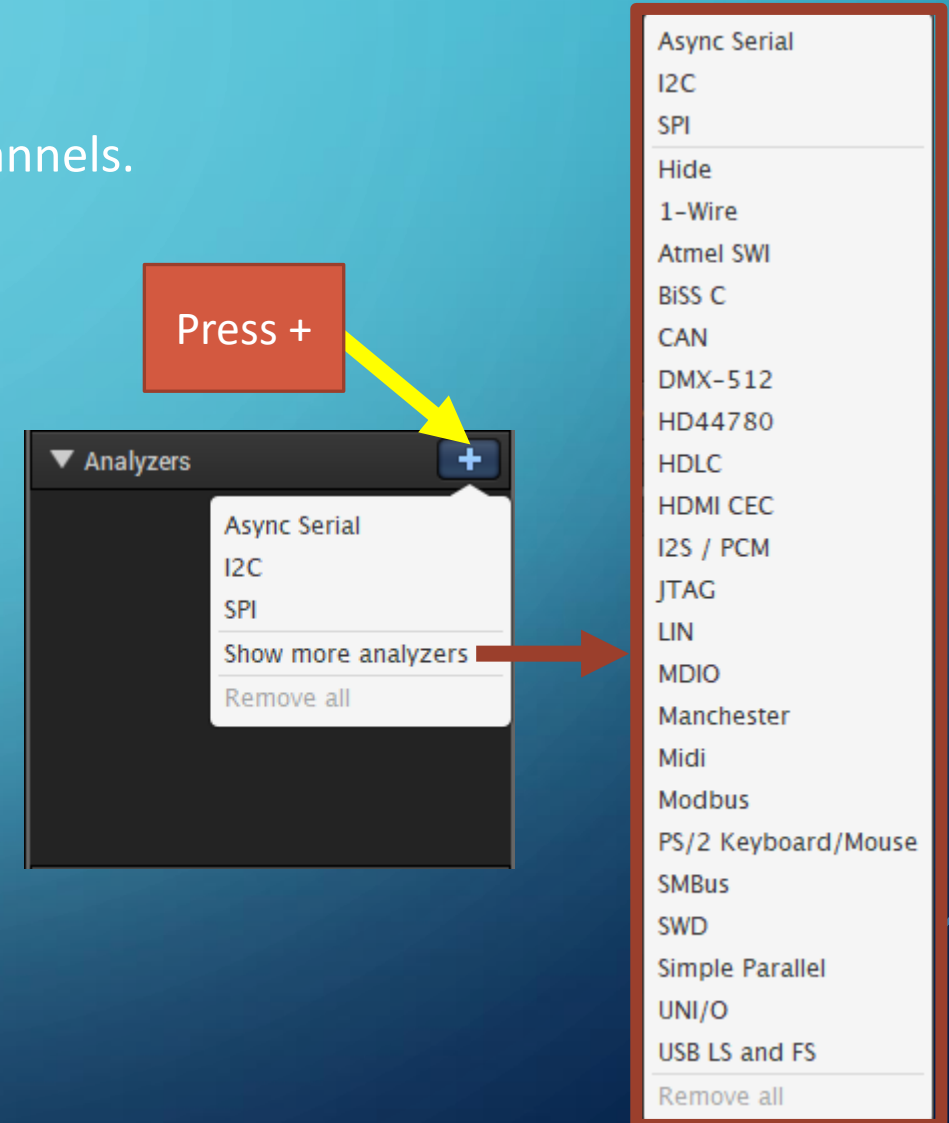 annels.
Press +
Analyzers
+
Async Serial
I2C
SPI
Show more analyzers
Remove all
Async Serial
I2C
SPI
Hide
1-Wire
Atmel SWI
BiSS C
CAN
DMX-512
HD44780
HDLC
HDMI CEC
I2S / PCM
JTAG
LIN
MDIO
Manchester
Midi
Modbus
PS/2 Keyboard/Mouse
SMBus
SWD
Simple Parallel
UNI/O
USB LS and FS
Remove all